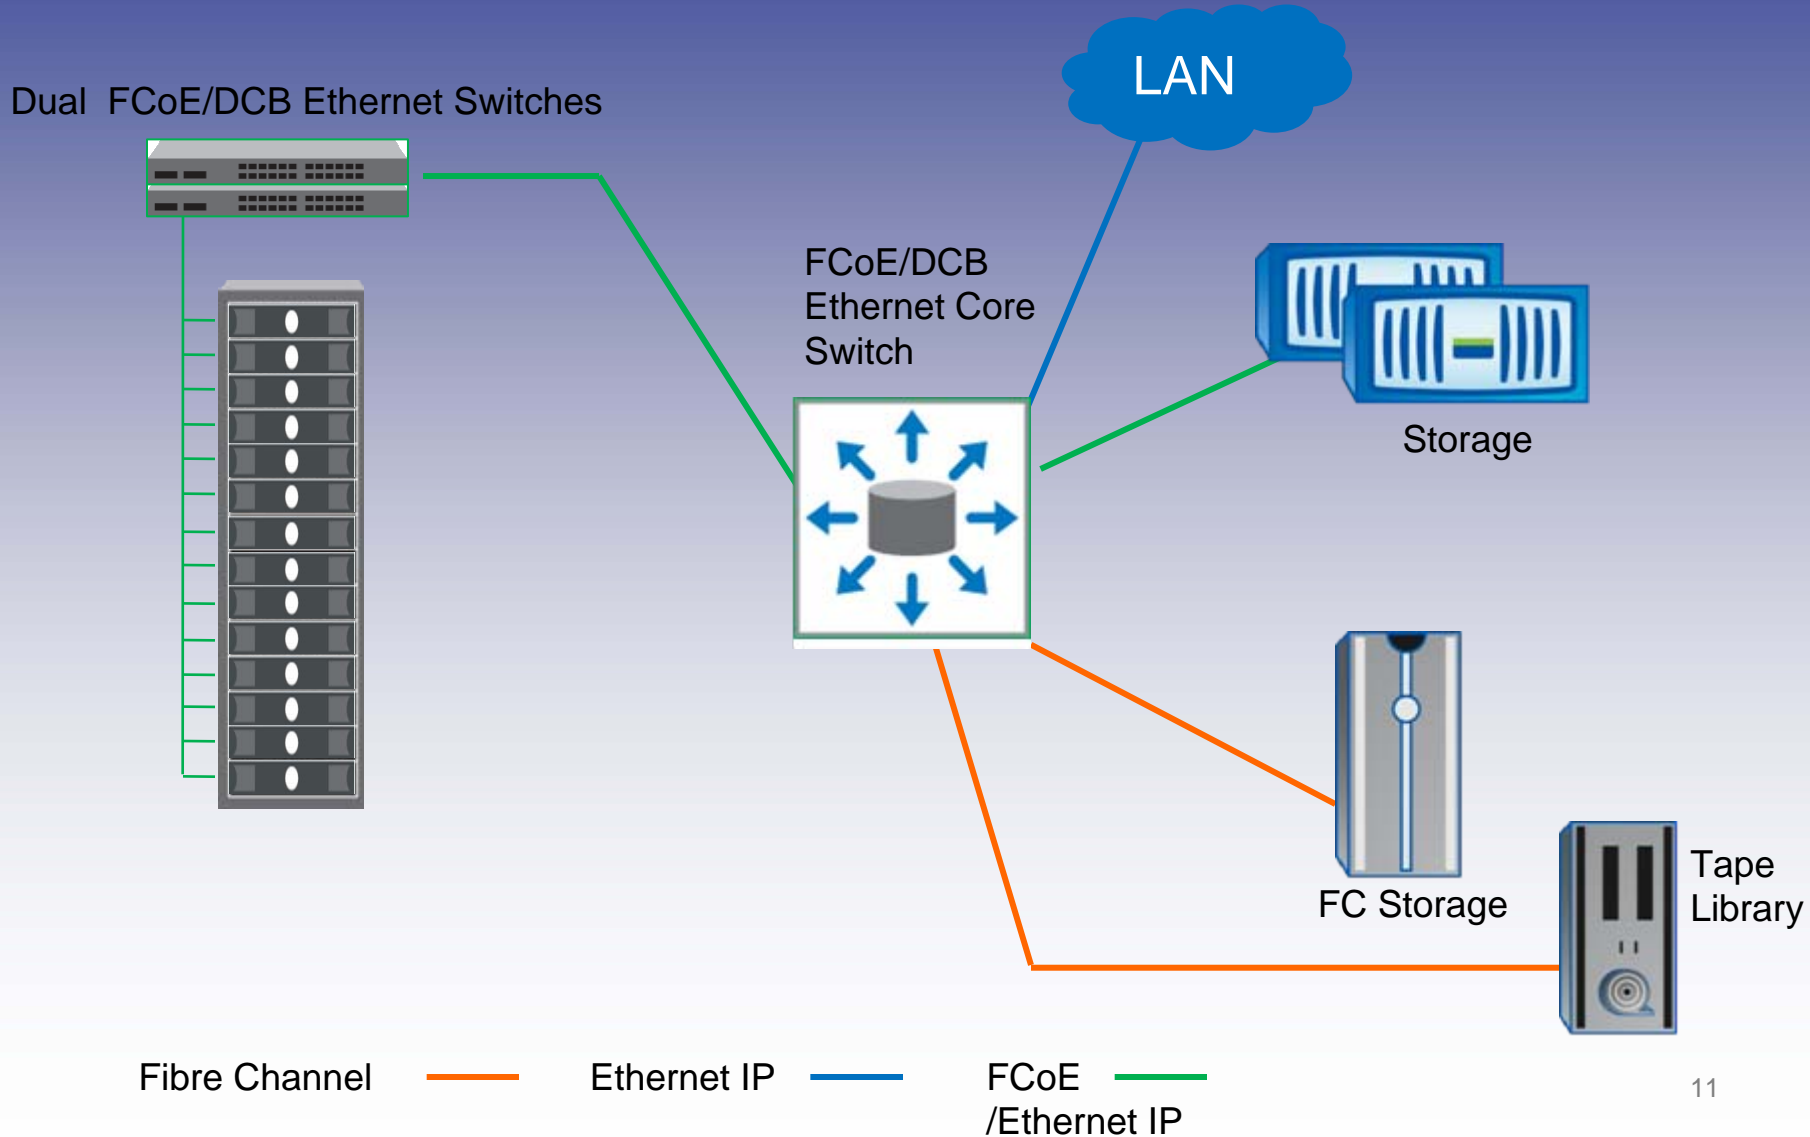 LAN
Dual FCoE/DCB Ethernet Switches
FCoE/DCB
Ethernet Core
Switch
Storage
FC Storage
Tape
Library
Fibre Channel
Ethernet IP
FCoE
/Ethernet IP
11